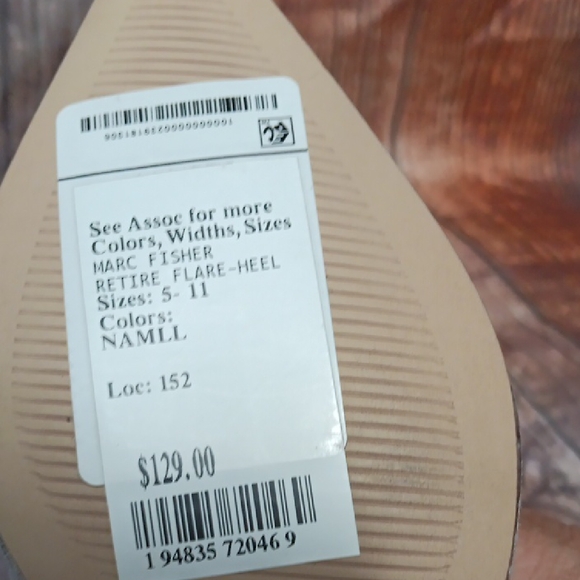 See Assoc for more
Colors, Widths, Sizes
MARC FISHER
RETIRE FLARE-HEEL
Sizes: 5- 11
Colors:
NAMLL
Loc: 152
$129.00
1 94835 72046 9